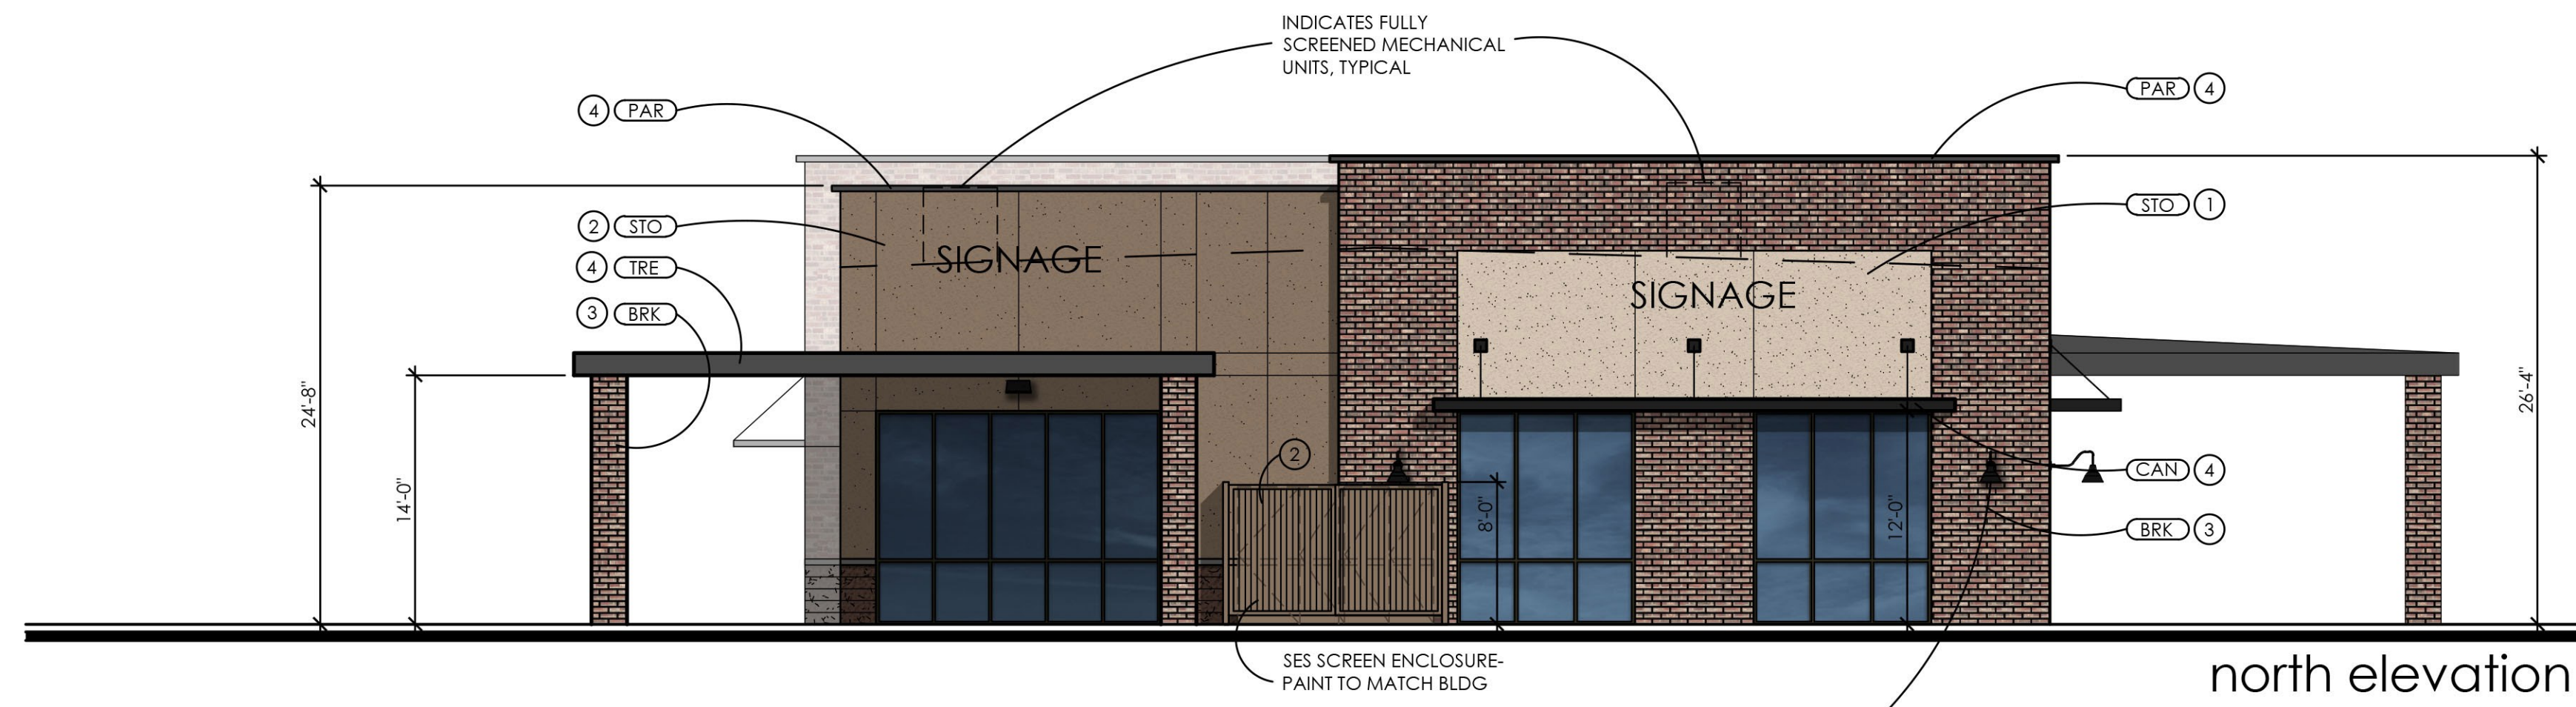 INDICATES FULLY
SCREENED MECHANICAL
UNITS, TYPICAL
4 PAR
PAR 4
2 STO
STO 1
4 TRE
3 BRK
SIGNAGE
SIGNAGE
24'-8"
14'-0"
26'-4"
2
8'-0"
12'-0"
CAN 4
BRK 3
SES SCREEN ENCLOSURE-
PAINT TO MATCH BLDG
north elevation